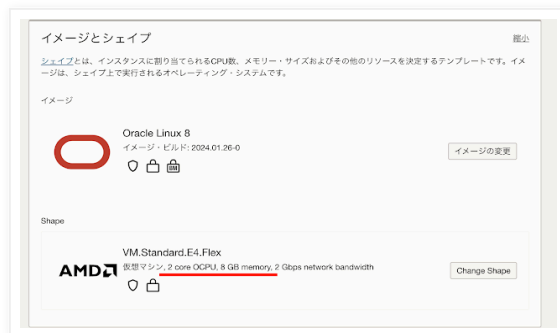 イメージとシェイプ
縮小
シェイプとは、インスタンスに割り当てられるCPU数、メモリー・サイズおよびその他のリソースを決定するテンプレートです。イメ
ージは、シェイプ上で実行されるオペレーティング・システムです。
イメージ
Oracle Linux 8
イメージ・ビルド: 2024.01.26-0
イメージの変更
Shape
VM.Standard.E4.Flex
AMD
仮想マシン, 2 core OCPU, 8 GB memory, 2 Gbps network bandwidth
Change Shape